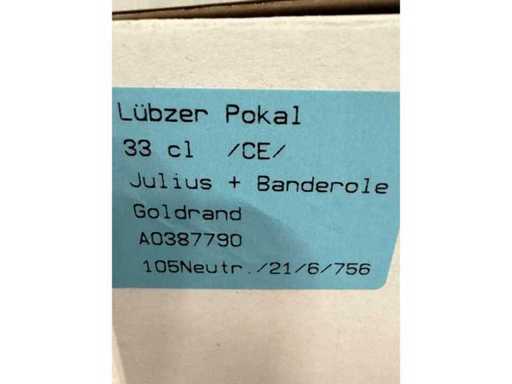 Lübzer Pokal
33 cl /CE/
Julius + Banderole
Goldrand
A0387790
105Neutr./21/6/756